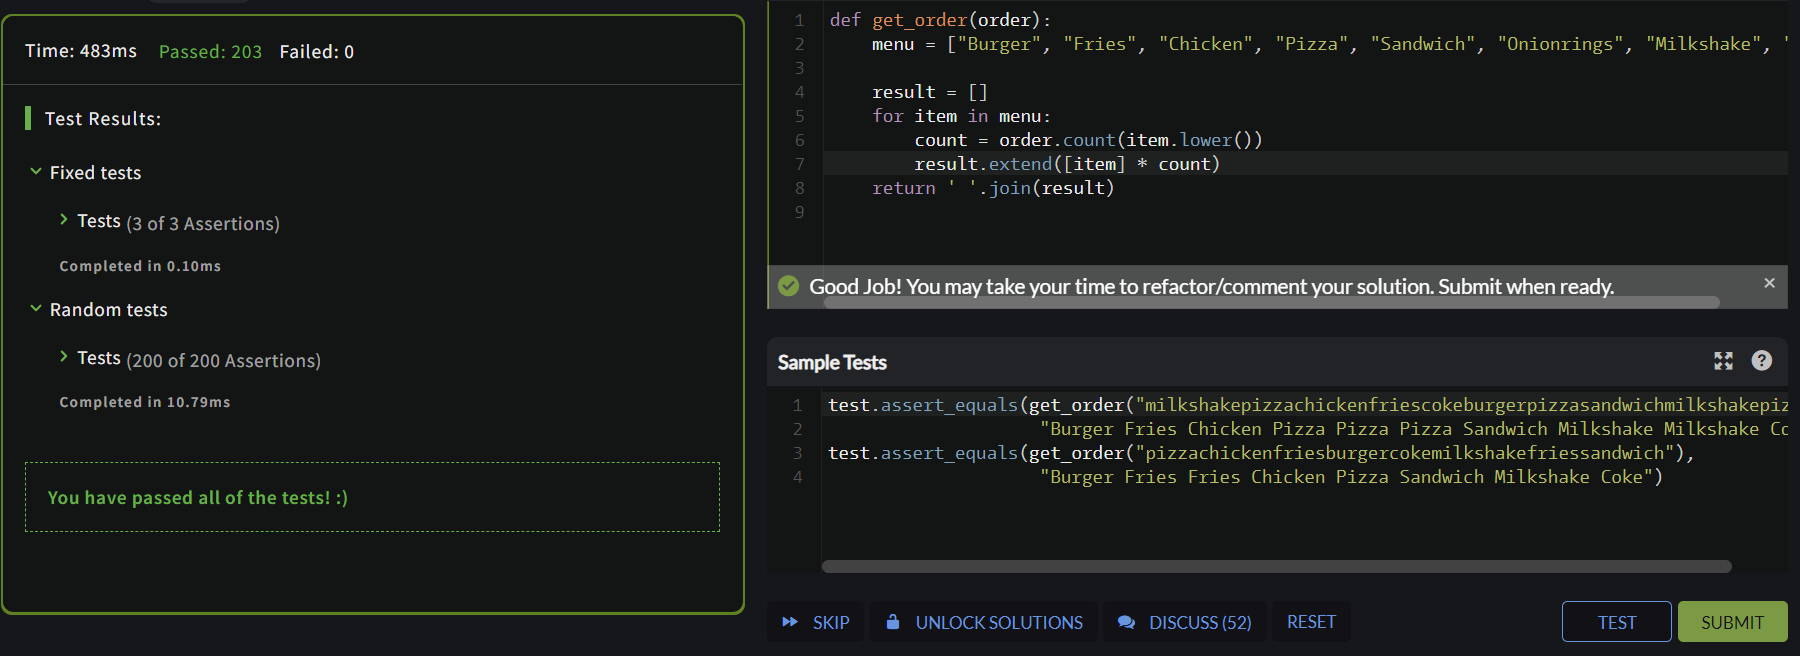 Time: 483ms Passed: 203 Failed: 0
Test Results:
Fixed tests
Tests (3 of 3 Assertions)
Completed in 0.10ms
Random tests
Tests (200 of 200 Assertions)
Completed in 10.79ms
You have passed all of the tests! :)
1 def get_order(order):
2 menu = ["Burger", "Fries", "Chicken", "Pizza", "Sandwich", "Onionrings", "Milkshake", "
3
4 result = []
5 for item in menu:
6 count = order.count(item.lower())
7 result.extend([item] * count)
8 return ' '.join(result)
9
Good Job! You may take your time to refactor/comment your solution. Submit when ready. ×
Sample Tests
1 test.assert_equals(get_order("milkshakepizzachickenfriescokeburgerpizzasandwichmilkshakepiz
2 "Burger Fries Chicken Pizza Pizza Pizza Sandwich Milkshake Milkshake Co
3 test.assert_equals(get_order("pizzachickenfriesburgercokemilkshakefriessandwich"),
4 "Burger Fries Fries Chicken Pizza Sandwich Milkshake Coke")
SKIP UNLOCK SOLUTIONS DISCUSS (52) RESET TEST SUBMIT